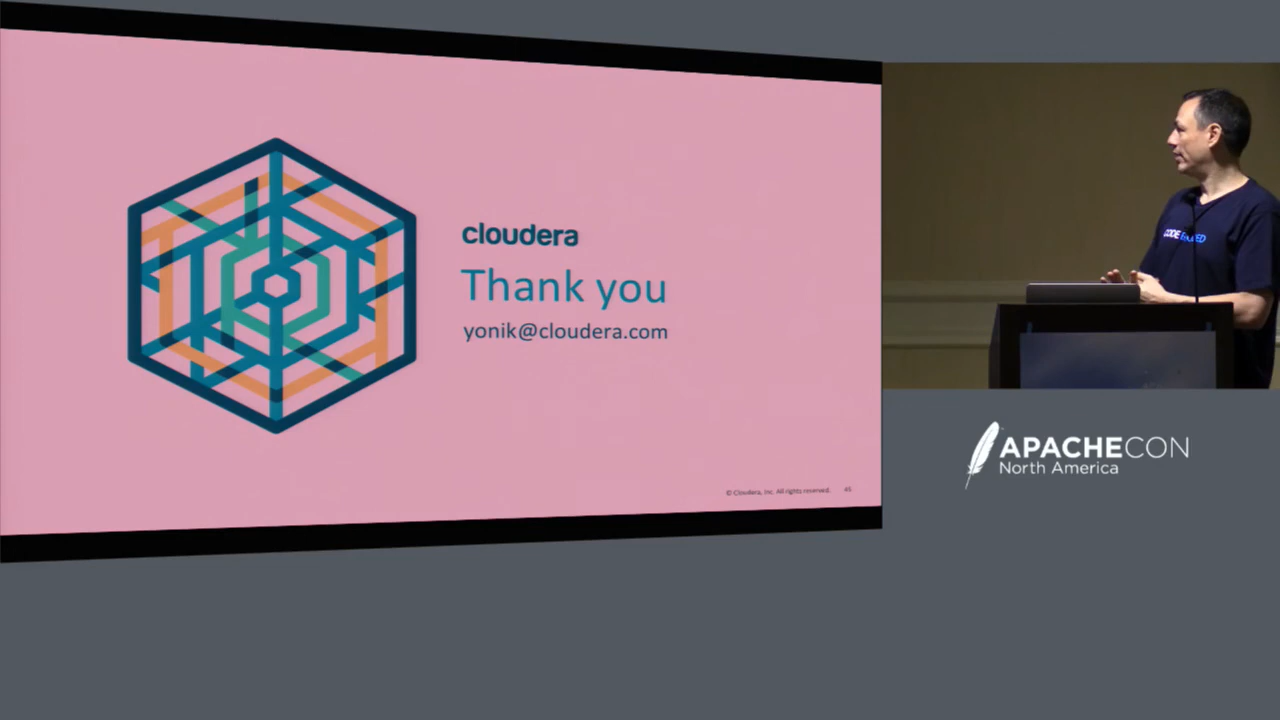 cloudera
Thank you
yonik@cloudera.com
© Cloudera, Inc. All rights reserved.
APACHECON
North America